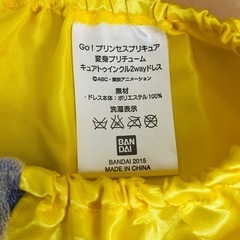 Go!プリンセスプリキュア
変身プリチューム
キュアトゥインクル2wayドレス
©ABC・東映アニメーション
素材
・ドレス本体：ポリエステル100%
洗濯表示
BAN
DAI
BANDAI 2015
MADE IN CHINA